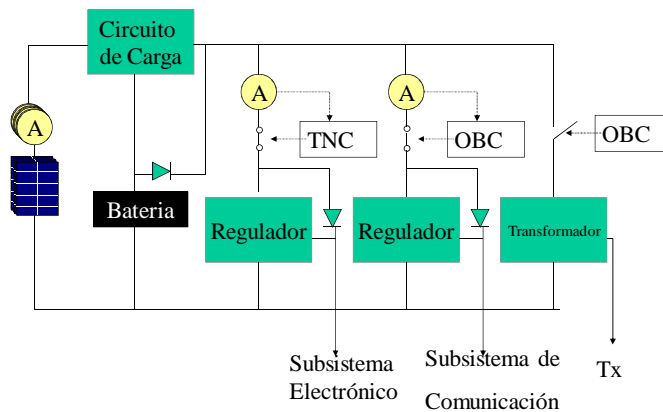 Circuito
de Carga
A
A
A
TNC
OBC
OBC
Bateria
Regulador
Regulador
Transformador
Subsistema
Electrónico
Subsistema de
Comunicación
Tx